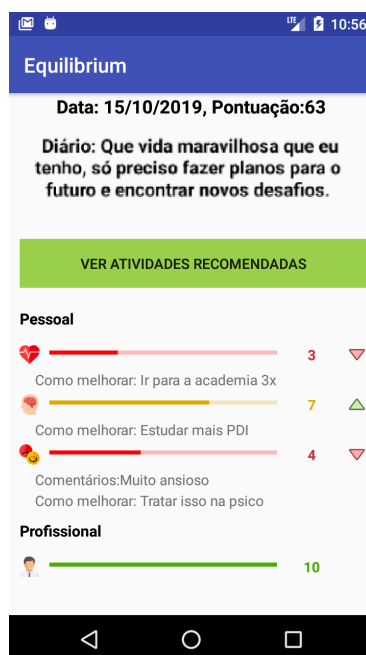 LTE 10:56
Equilibrium
Data: 15/10/2019, Pontuação:63
Diário: Que vida maravilhosa que eu
tenho, só preciso fazer planos para o
futuro e encontrar novos desafios.
VER ATIVIDADES RECOMENDADAS
Pessoal
3
Como melhorar: Ir para a academia 3x
7
Como melhorar: Estudar mais PDI
4
Comentários:Muito ansioso
Como melhorar: Tratar isso na psico
Profissional
10